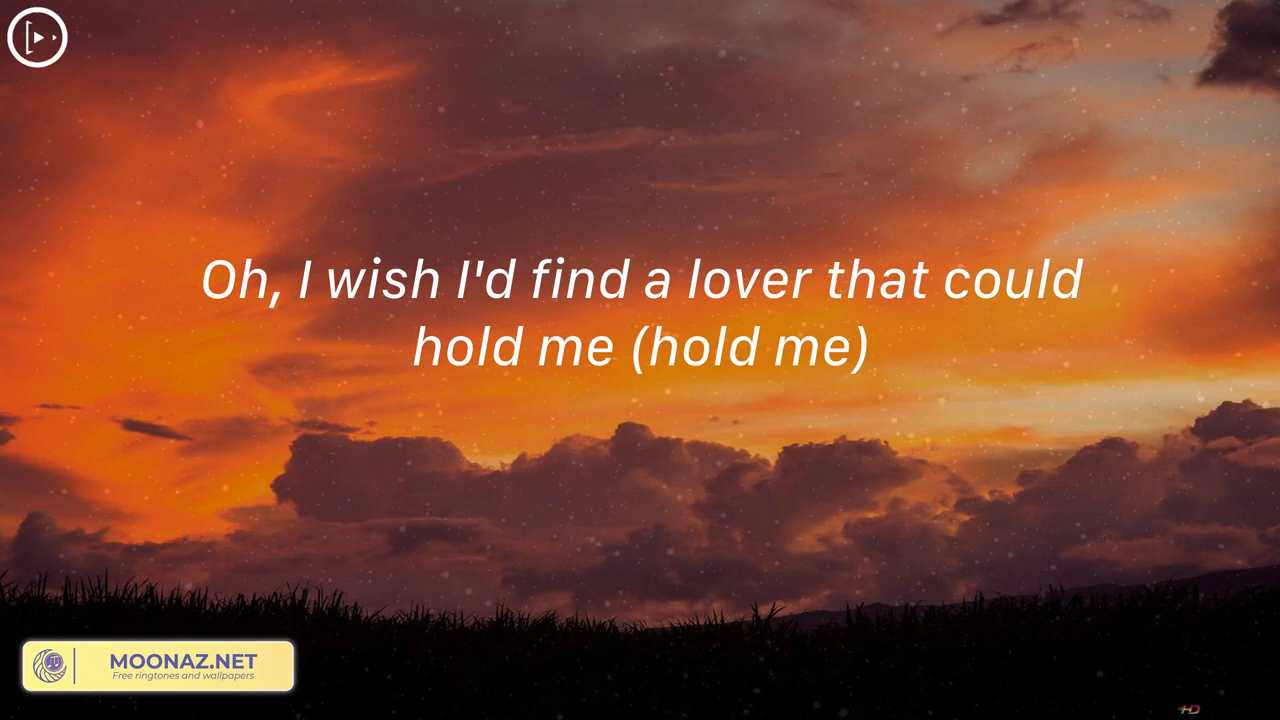 Oh, I wish I'd find a lover that could
hold me (hold me)
MOONAZ.NET
Free ringtones and wallpapers
HD